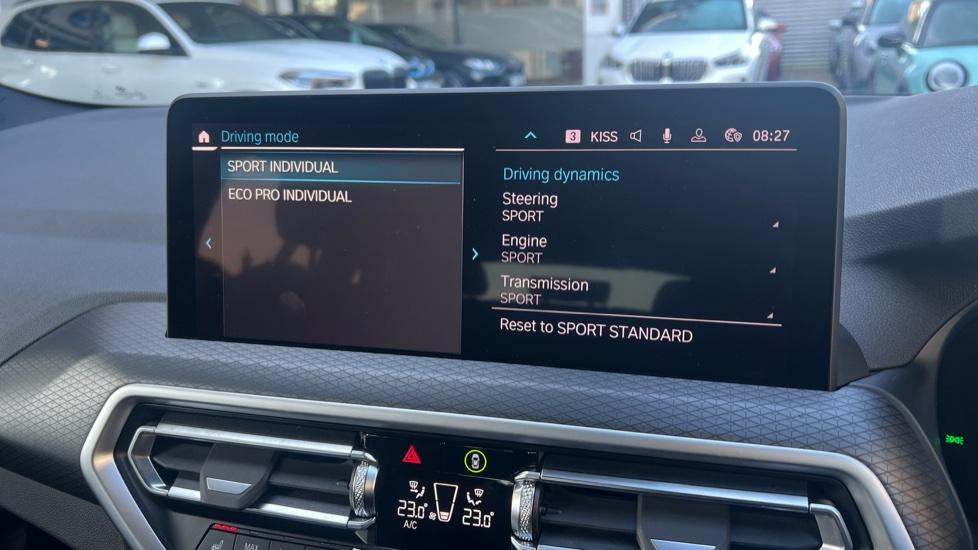 Driving mode
3 KISS 08:27
SPORT INDIVIDUAL
ECO PRO INDIVIDUAL
Driving dynamics
Steering
SPORT
Engine
SPORT
Transmission
SPORT
Reset to SPORT STANDARD
23.0° 23.0°
A/C
MAX